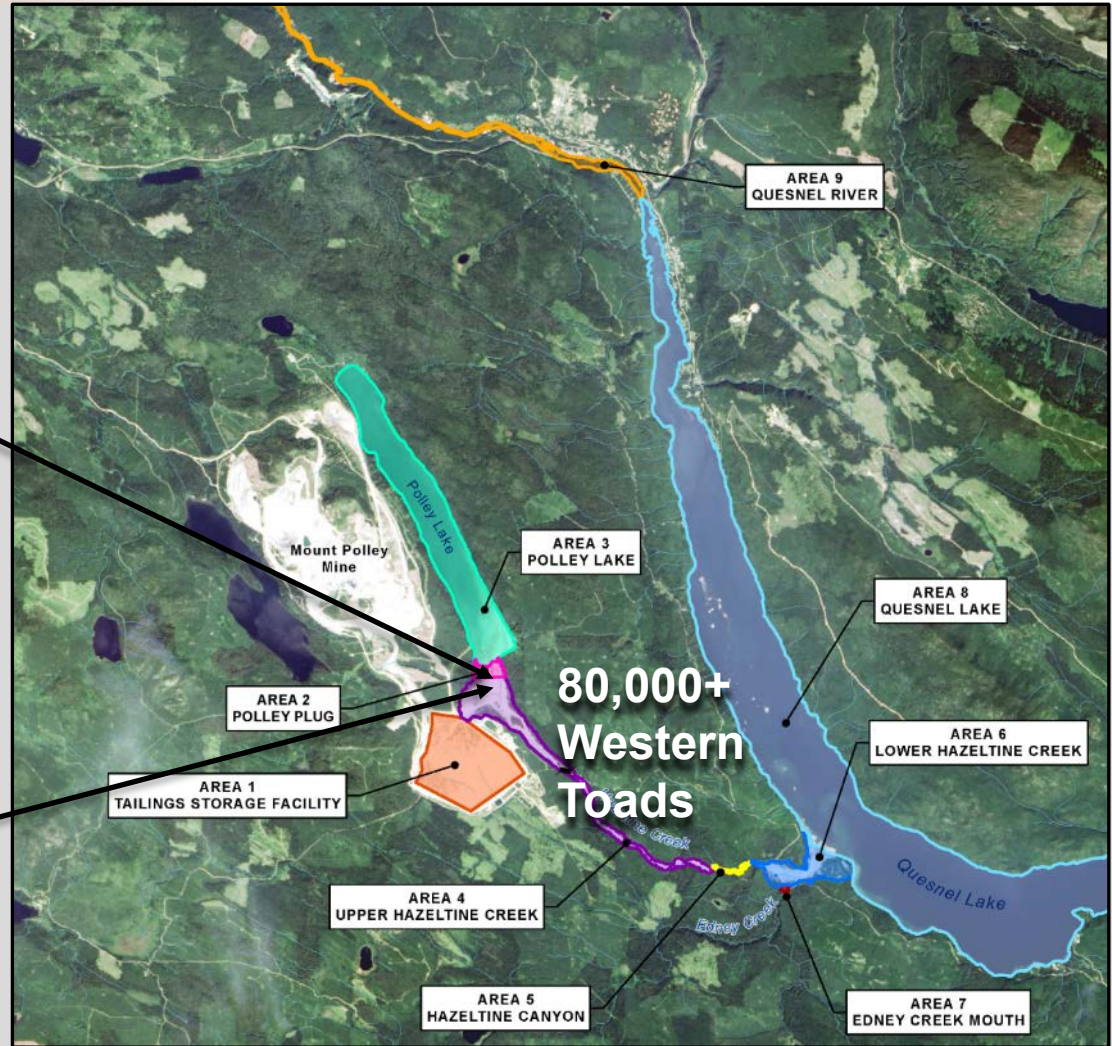 AREA 9
QUESNEL RIVER
Polley Lake
Mount Polley
Mine
AREA 3
POLLEY LAKE
AREA 8
QUESNEL LAKE
AREA 2
POLLEY PLUG
80,000+
Western
Toads
AREA 6
LOWER HAZELTINE CREEK
AREA 1
TAILINGS STORAGE FACILITY
Creek
Quesnel Lake
AREA 4
UPPER HAZELTINE CREEK
Edney Creek
AREA 5
HAZELTINE CANYON
AREA 7
EDNEY CREEK MOUTH